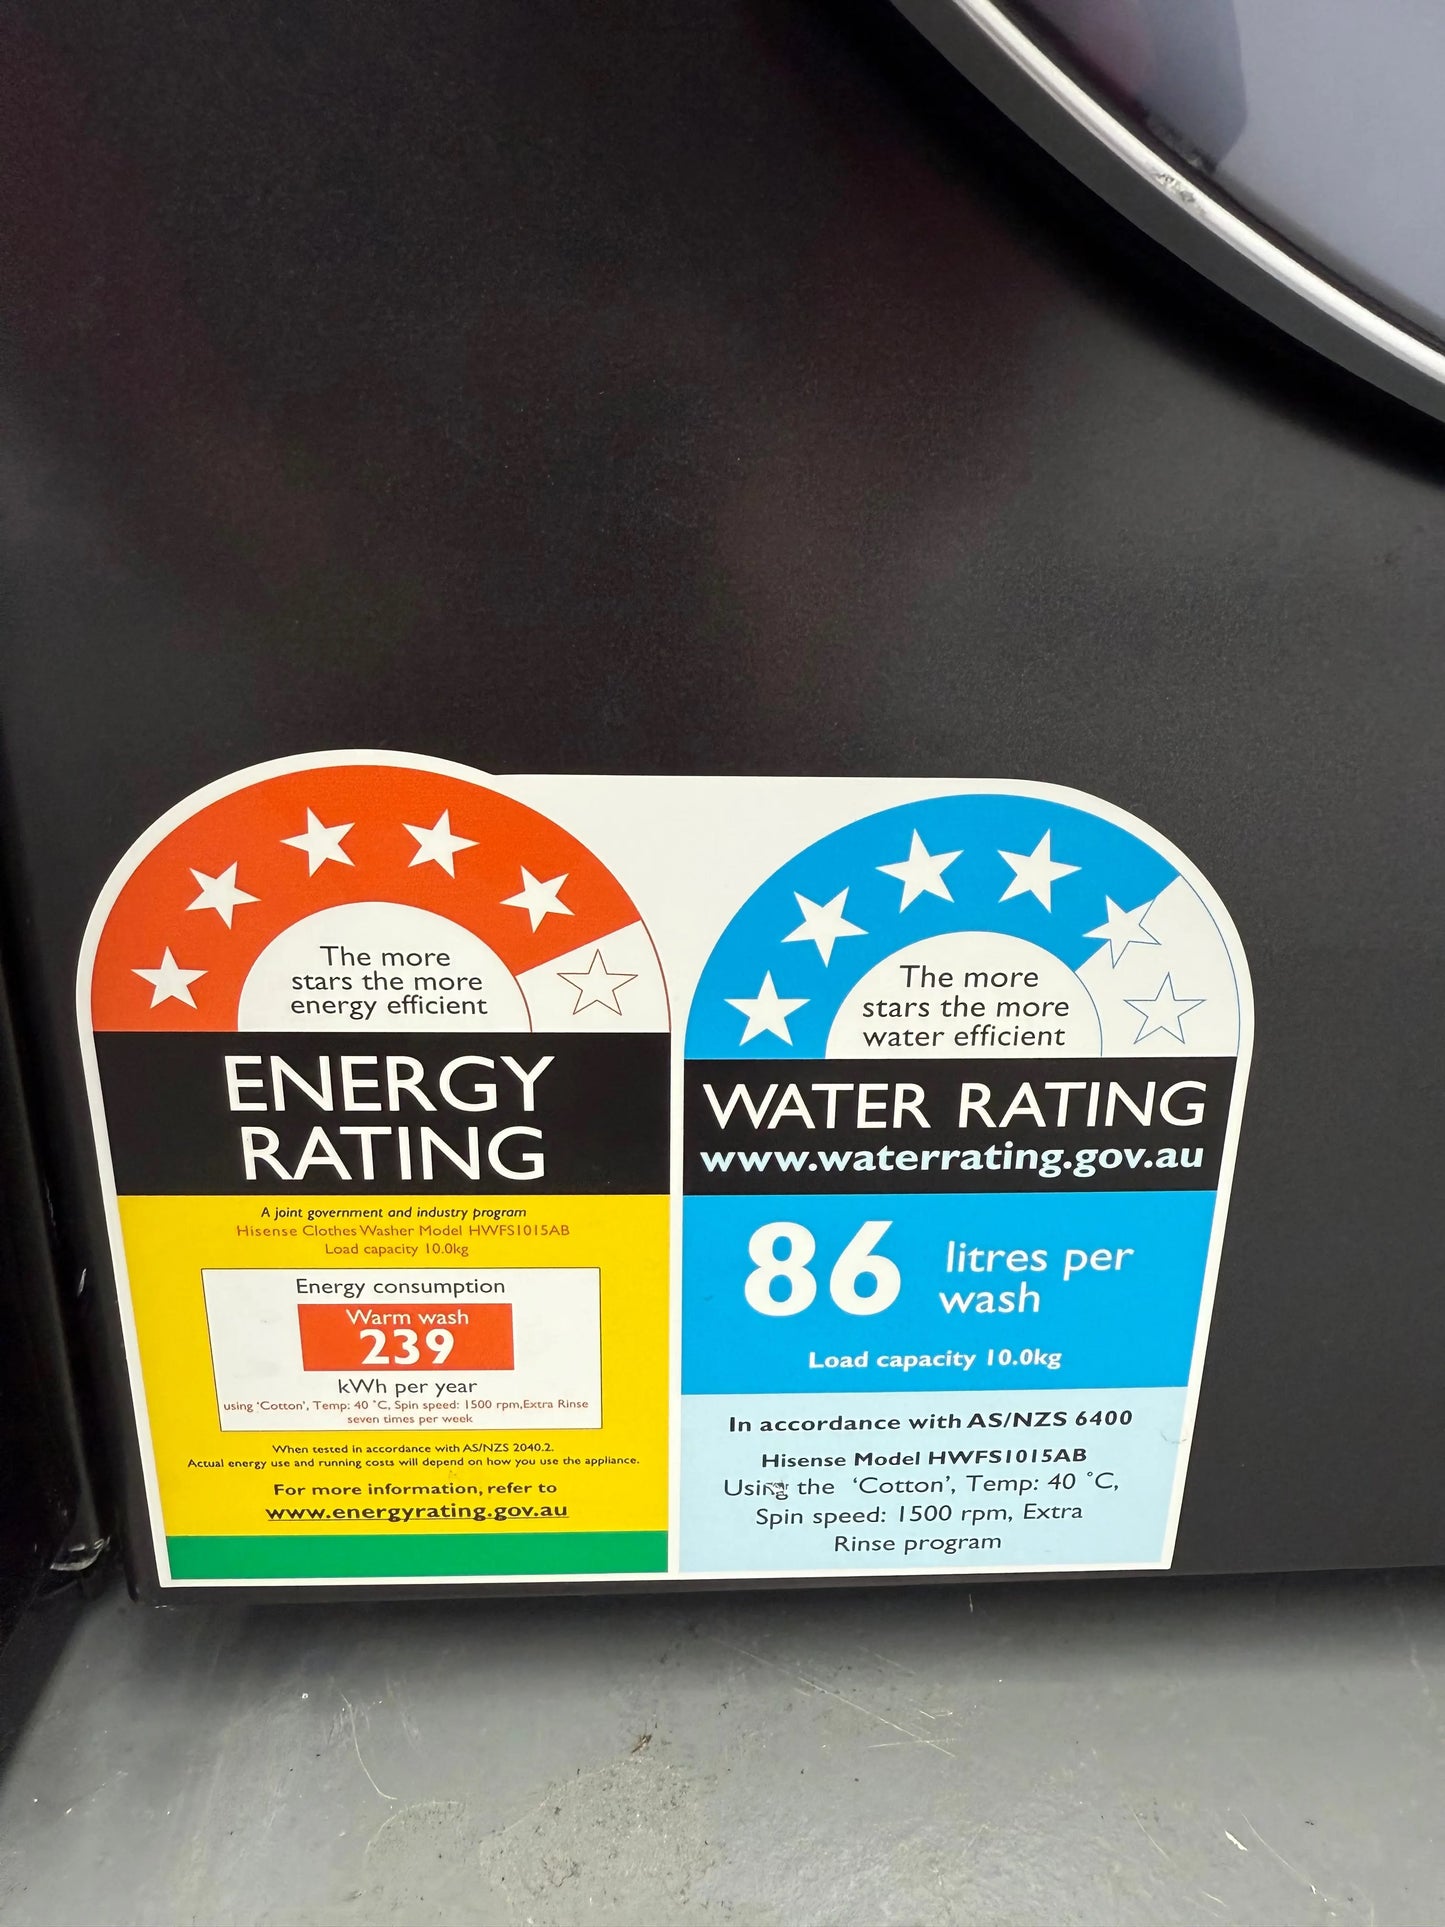 The more
stars the more
energy efficient
ENERGY
RATING
A joint government and industry program
Hisense Clothes Washer Model HWFS1015AB
Load capacity 10.0kg
Energy consumption
Warm wash
239
kWh per year
using 'Cotton', Temp: 40 °C, Spin speed: 1500 rpm,Extra Rinse
seven times per week
When tested in accordance with AS/NZS 2040.2.
Actual energy use and running costs will depend on how you use the appliance.
For more information, refer to
www.energyrating.gov.au
The more
stars the more
water efficient
WATER RATING
www.waterrating.gov.au
86 litres per
wash
Load capacity 10.0kg
In accordance with AS/NZS 6400
Hisense Model HWFS1015AB
Using the 'Cotton', Temp: 40 °C,
Spin speed: 1500 rpm, Extra
Rinse program